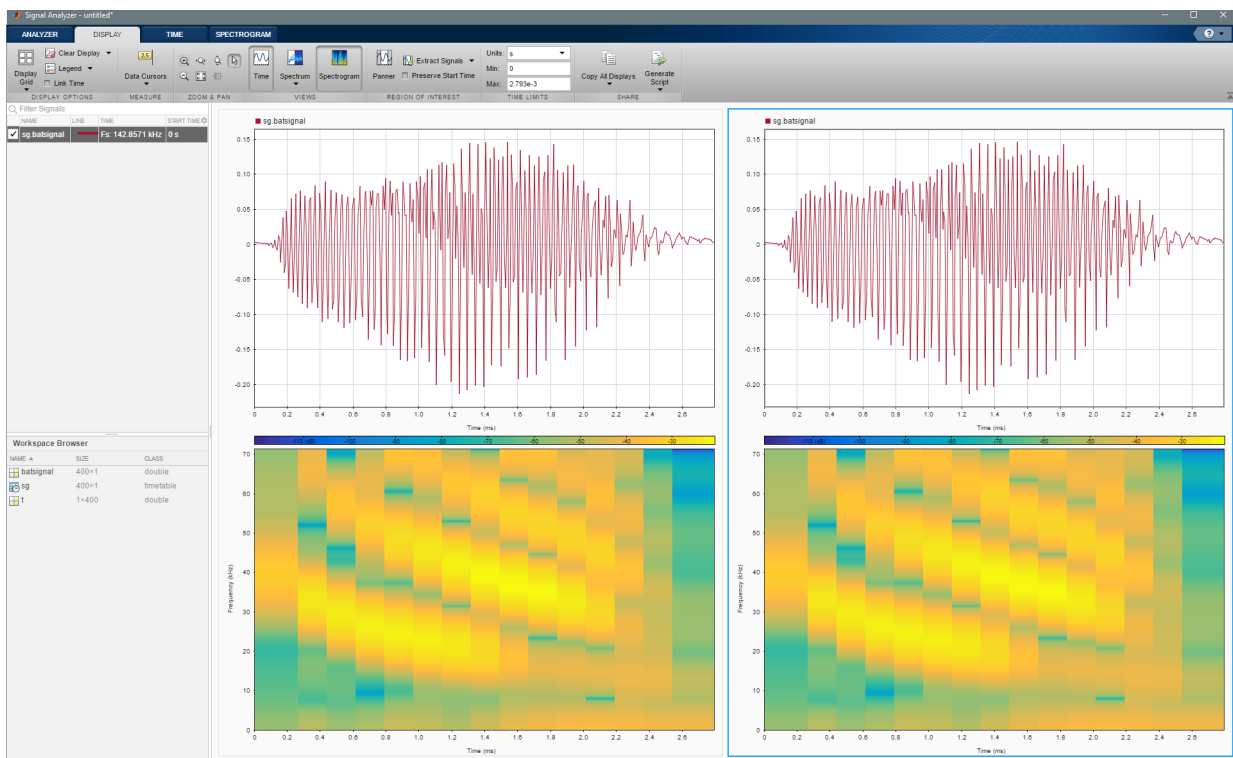 Signal Analyzer - untitled*
ANALYZER DISPLAY TIME SPECTROGRAM
Display Grid
Clear Display
Legend
Link Time
DISPLAY OPTIONS
Data Cursors
MEASURE
ZOOM & PAN
Time
Spectrum
Spectrogram
VIEWS
Panner
Extract Signals
Preserve Start Time
REGION OF INTEREST
Units: s
Min: 0
Max: 2.793e-3
TIME LIMITS
Copy All Displays
Generate Script
SHARE
Filter Signals
NAME LINE TIME START TIME
sg.batsignal Fs: 142.8571 kHz 0 s
Workspace Browser
NAME SIZE CLASS
batsignal 400×1 double
sg 400×1 timetable
t 1×400 double
sg.batsignal
0.15
0.10
0.05
0
-0.05
-0.10
-0.15
-0.20
0 0.2 0.4 0.6 0.8 1.0 1.2 1.4 1.6 1.8 2.0 2.2 2.4 2.6
Time (ms)
-110 (dB) -100 -90 -80 -70 -60 -50 -40 -30
70
60
50
40
30
20
10
0
Frequency (kHz)
0 0.2 0.4 0.6 0.8 1.0 1.2 1.4 1.6 1.8 2.0 2.2 2.4 2.6
Time (ms)
sg.batsignal
0.15
0.10
0.05
0
-0.05
-0.10
-0.15
-0.20
0 0.2 0.4 0.6 0.8 1.0 1.2 1.4 1.6 1.8 2.0 2.2 2.4 2.6
Time (ms)
-110 (dB) -100 -90 -80 -70 -60 -50 -40 -30
70
60
50
40
30
20
10
0
Frequency (kHz)
0 0.2 0.4 0.6 0.8 1.0 1.2 1.4 1.6 1.8 2.0 2.2 2.4 2.6
Time (ms)